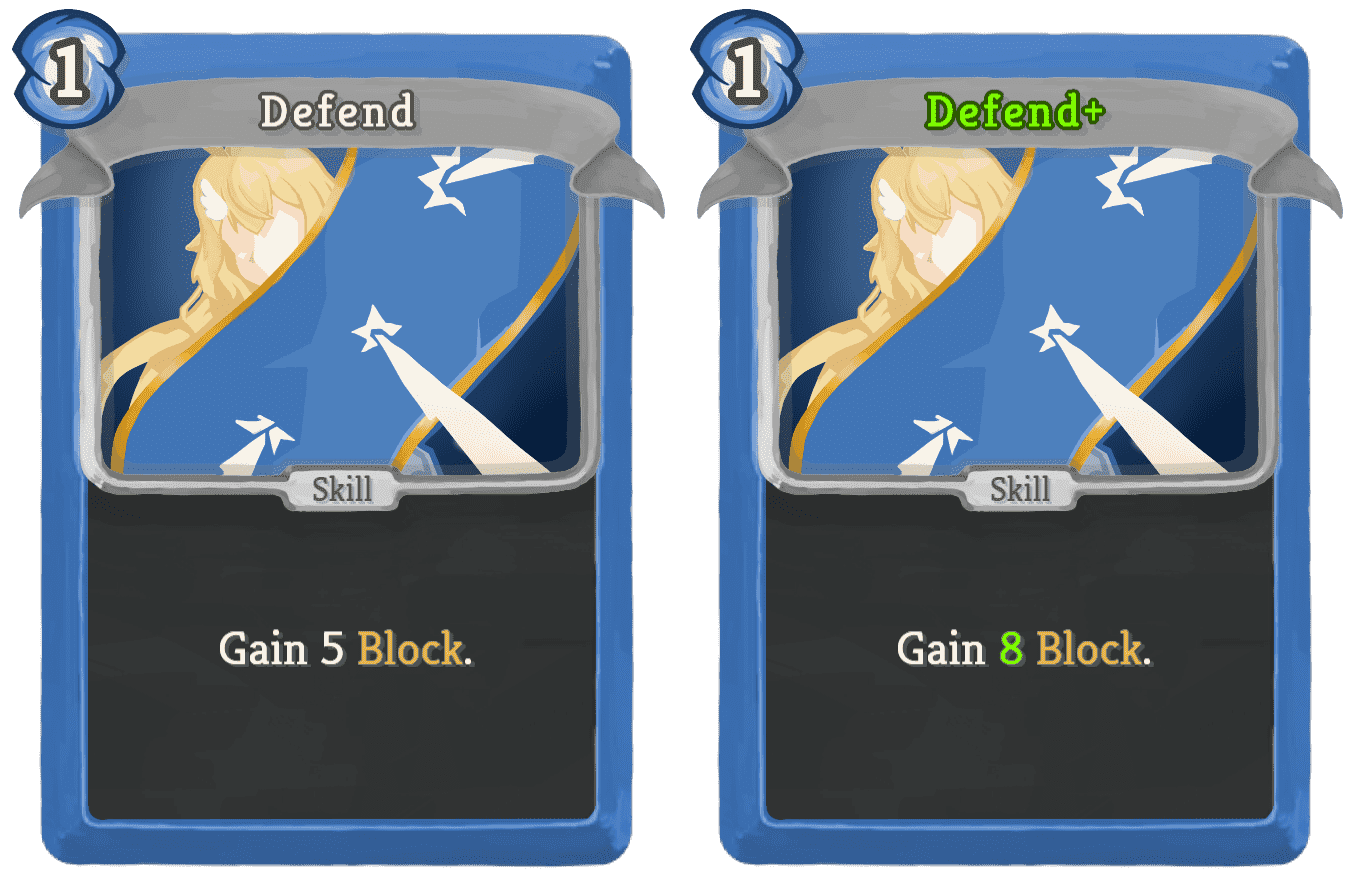 1
Defend
Skill
Gain 5 Block.
1
Defend+
Skill
Gain 8 Block.